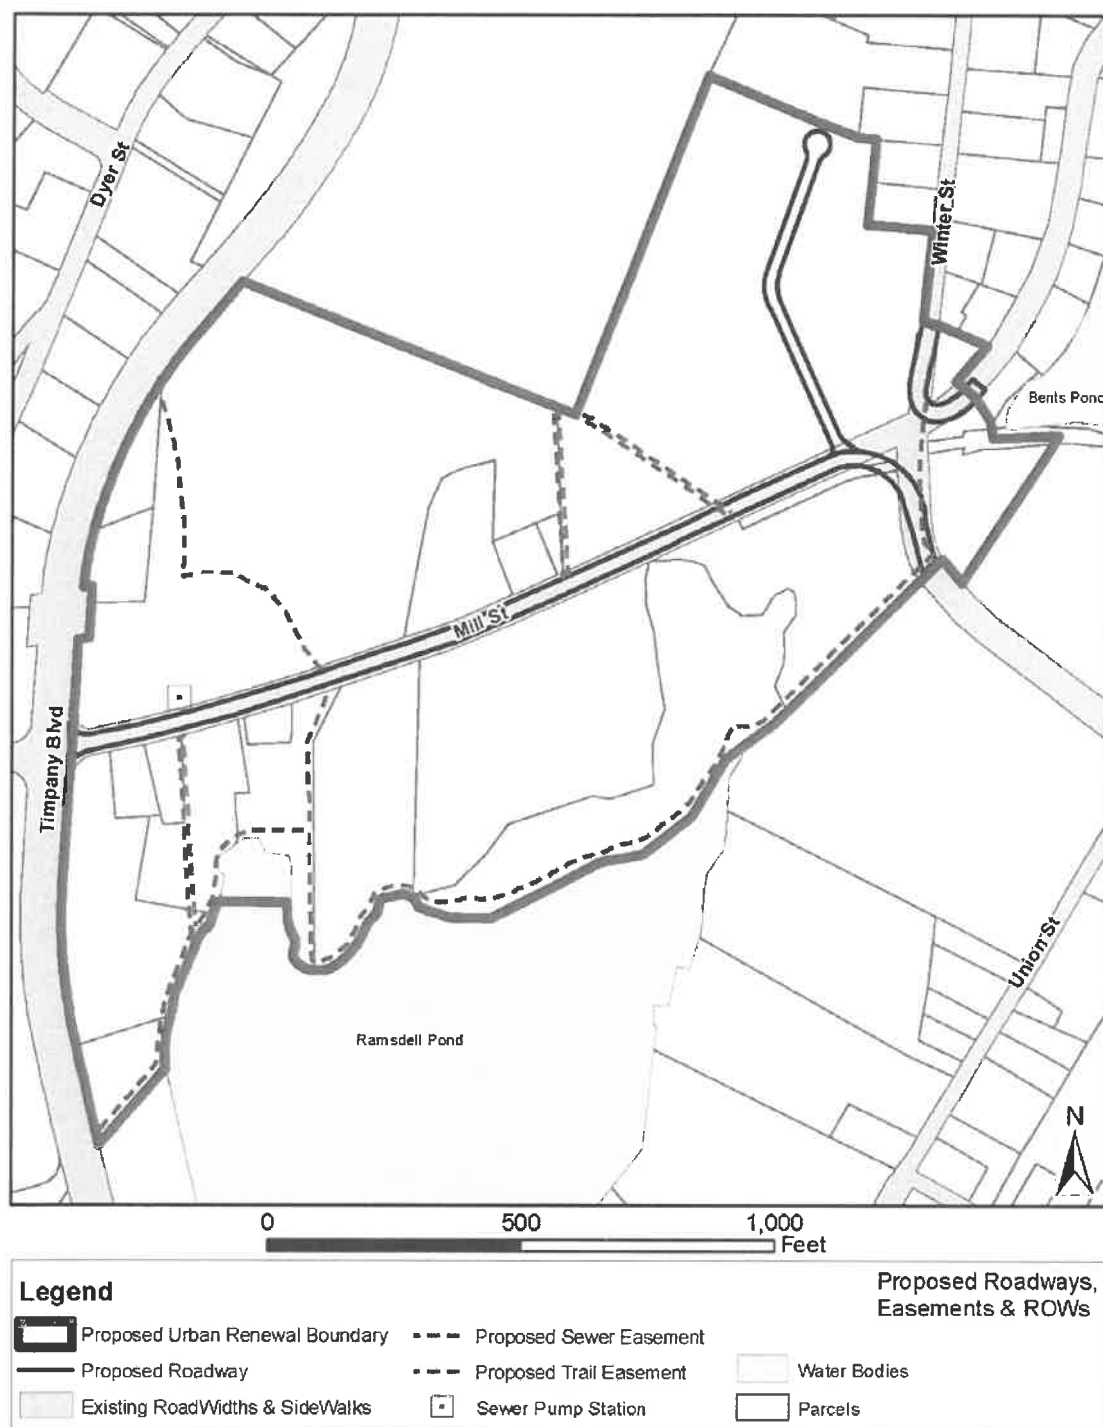 Dyer St
Winter St
Bents Pond
Mill St
Timpany Blvd
Union St
Ramsdell Pond
N
0 500 1,000
Feet
Legend
Proposed Roadways,
Easements & ROWs
Proposed Urban Renewal Boundary
Proposed Sewer Easement
Proposed Roadway
Proposed Trail Easement
Water Bodies
Existing RoadWidths & SideWalks
Sewer Pump Station
Parcels